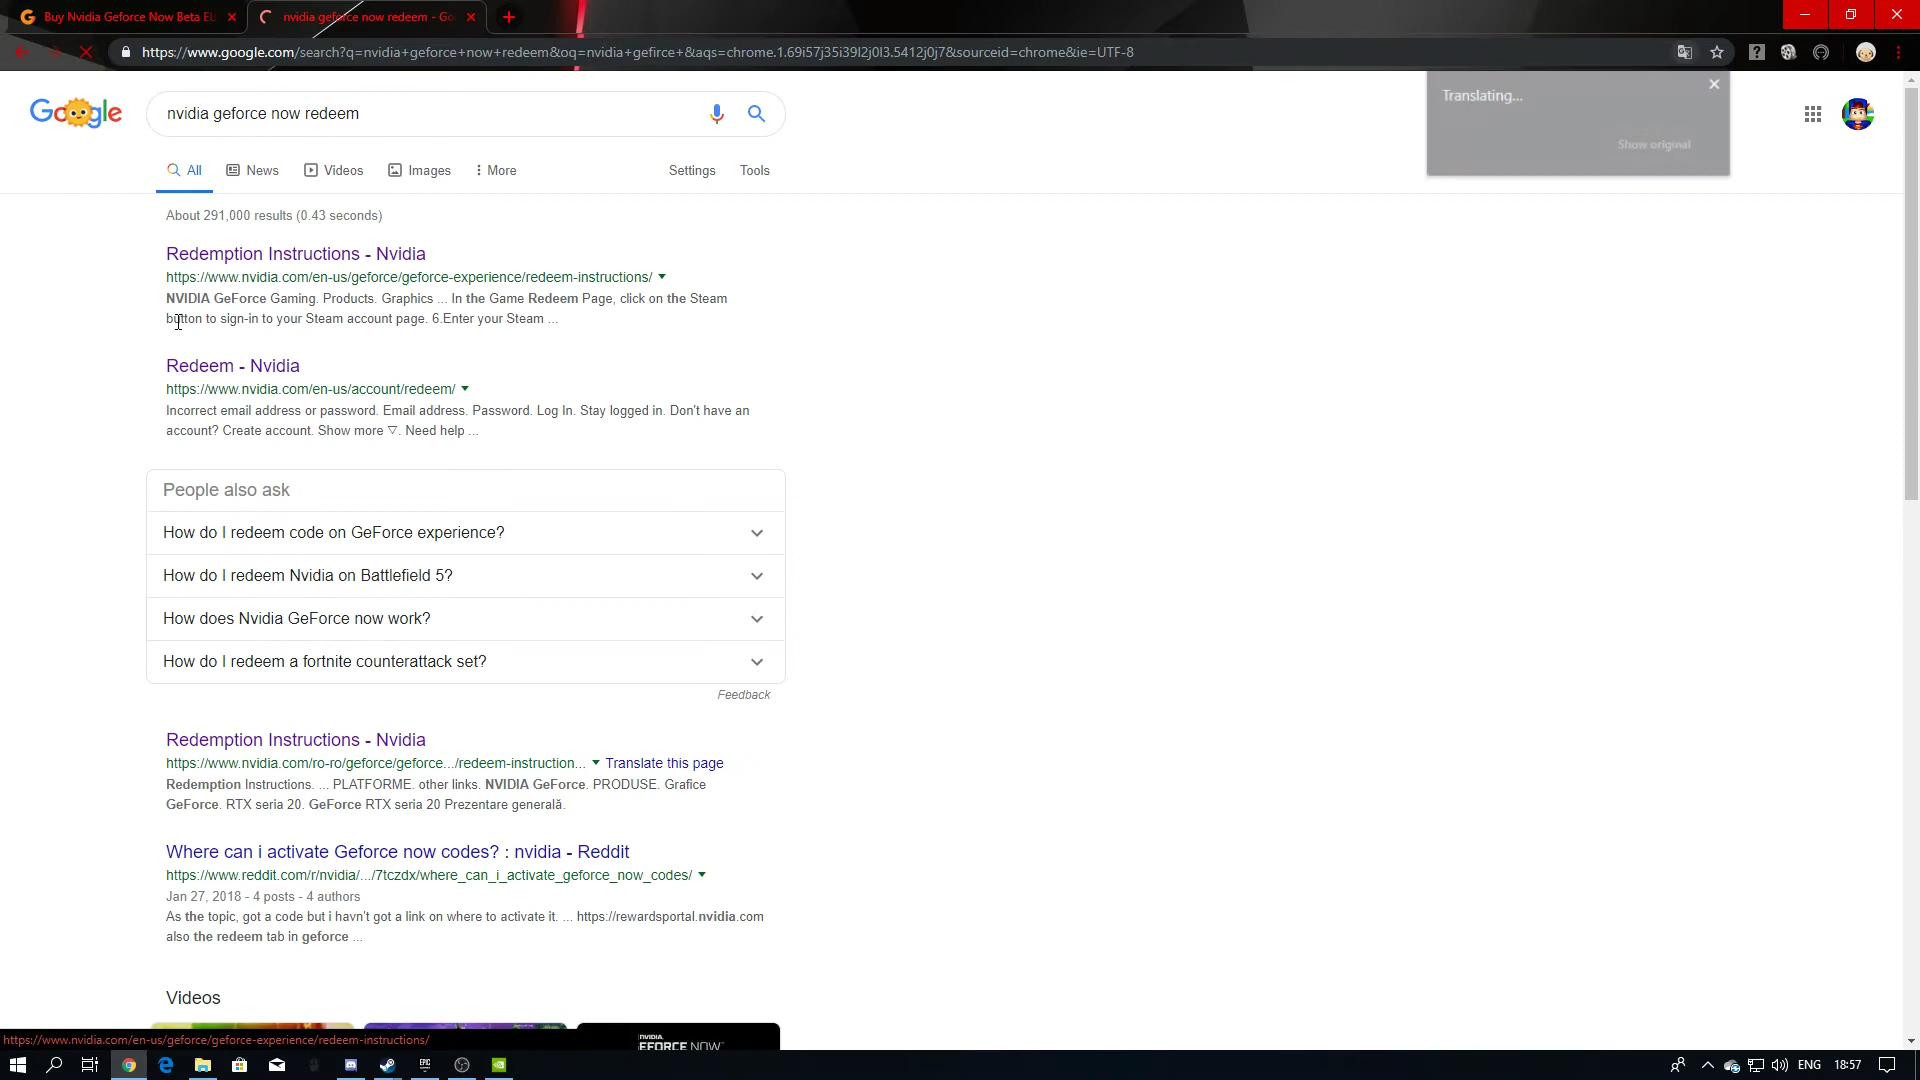 Buy Nvidia Geforce Now Beta EU
nvidia geforce now redeem - Go
https://www.google.com/search?q=nvidia+geforce+now+redeem&oq=nvidia+gefirce+&aqs=chrome.1.69i57j35i39l2j0l3.5412j0j7&sourceid=chrome&ie=UTF-8
Translating...
Show original
Google
nvidia geforce now redeem
All News Videos Images More Settings Tools
About 291,000 results (0.43 seconds)
Redemption Instructions - Nvidia
https://www.nvidia.com/en-us/geforce/geforce-experience/redeem-instructions/
NVIDIA GeForce Gaming. Products. Graphics ... In the Game Redeem Page, click on the Steam
button to sign-in to your Steam account page. 6.Enter your Steam ...
Redeem - Nvidia
https://www.nvidia.com/en-us/account/redeem/
Incorrect email address or password. Email address. Password. Log In. Stay logged in. Don't have an
account? Create account. Show more ▽. Need help ...
People also ask
How do I redeem code on GeForce experience?
How do I redeem Nvidia on Battlefield 5?
How does Nvidia GeForce now work?
How do I redeem a fortnite counterattack set?
Feedback
Redemption Instructions - Nvidia
https://www.nvidia.com/ro-ro/geforce/geforce.../redeem-instruction... Translate this page
Redemption Instructions. ... PLATFORME. other links. NVIDIA GeForce. PRODUSE. Grafice
GeForce. RTX seria 20. GeForce RTX seria 20 Prezentare generală.
Where can i activate Geforce now codes? : nvidia - Reddit
https://www.reddit.com/r/nvidia/.../7tczdx/where_can_i_activate_geforce_now_codes/
Jan 27, 2018 - 4 posts - 4 authors
As the topic, got a code but i havn't got a link on where to activate it. ... https://rewardsportal.nvidia.com
also the redeem tab in geforce ...
Videos
NVIDIA
GEFORCE NOW
https://www.nvidia.com/en-us/geforce/geforce-experience/redeem-instructions/
EPIC
ENG 18:57